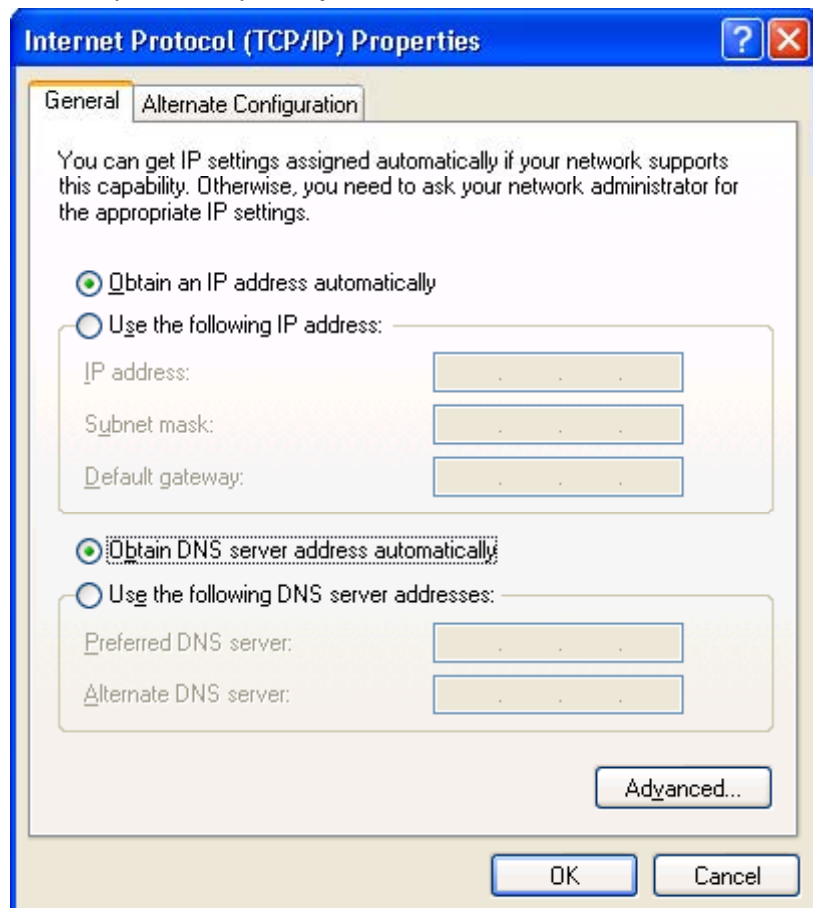 Internet Protocol (TCP/IP) Properties
General
Alternate Configuration
You can get IP settings assigned automatically if your network supports
this capability. Otherwise, you need to ask your network administrator for
the appropriate IP settings.
Obtain an IP address automatically
Use the following IP address:
IP address:
Subnet mask:
Default gateway:
Obtain DNS server address automatically
Use the following DNS server addresses:
Preferred DNS server:
Alternate DNS server:
Advanced...
OK
Cancel